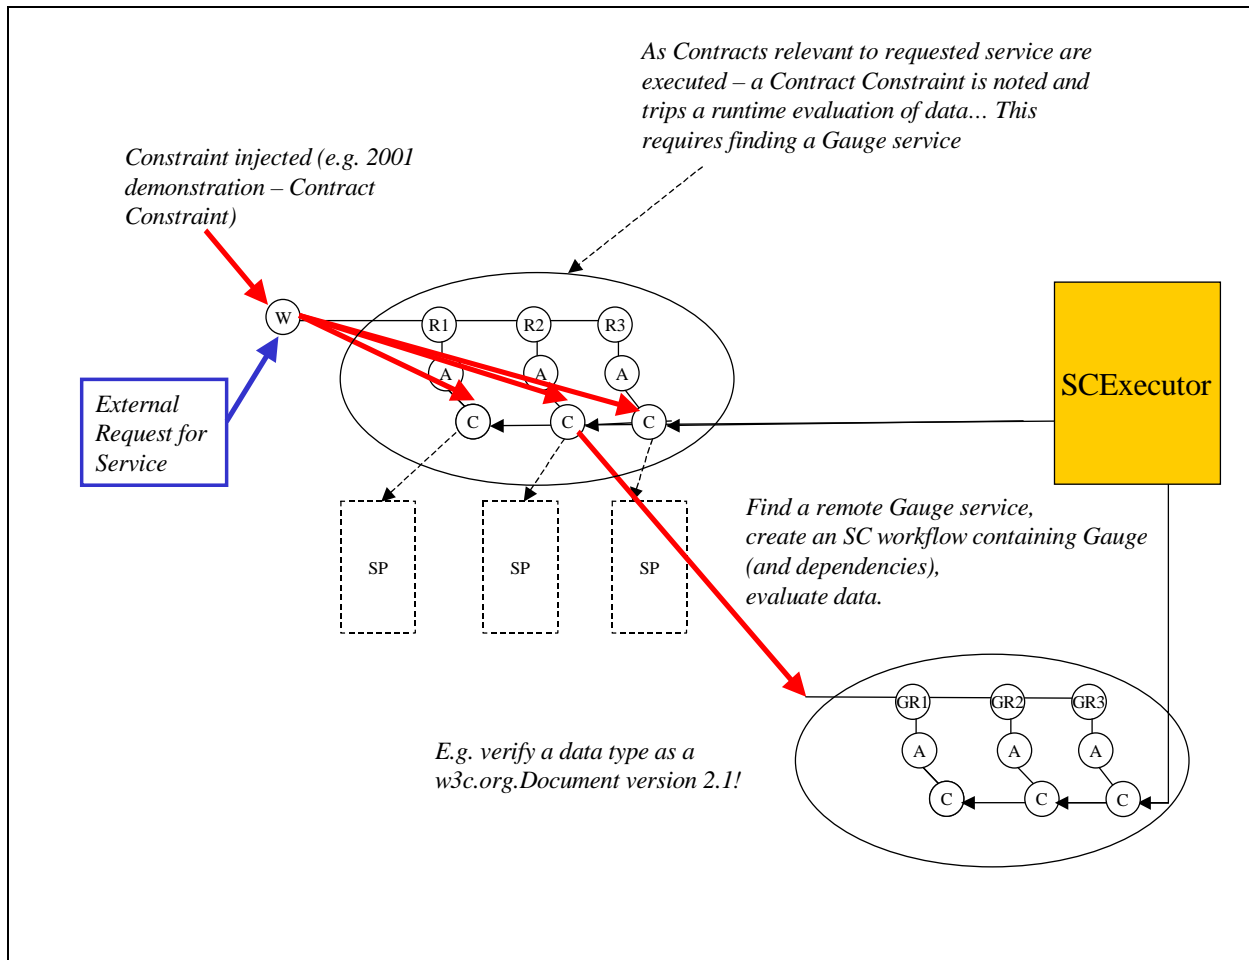 As Contracts relevant to requested service are
executed – a Contract Constraint is noted and
trips a runtime evaluation of data… This
requires finding a Gauge service
Constraint injected (e.g. 2001
demonstration – Contract
Constraint)
W
R1
R2
R3
A
A
A
C
C
C
SCExecutor
External
Request for
Service
SP
SP
SP
Find a remote Gauge service,
create an SC workflow containing Gauge
(and dependencies),
evaluate data.
GR1
GR2
GR3
A
A
A
C
C
C
E.g. verify a data type as a
w3c.org.Document version 2.1!